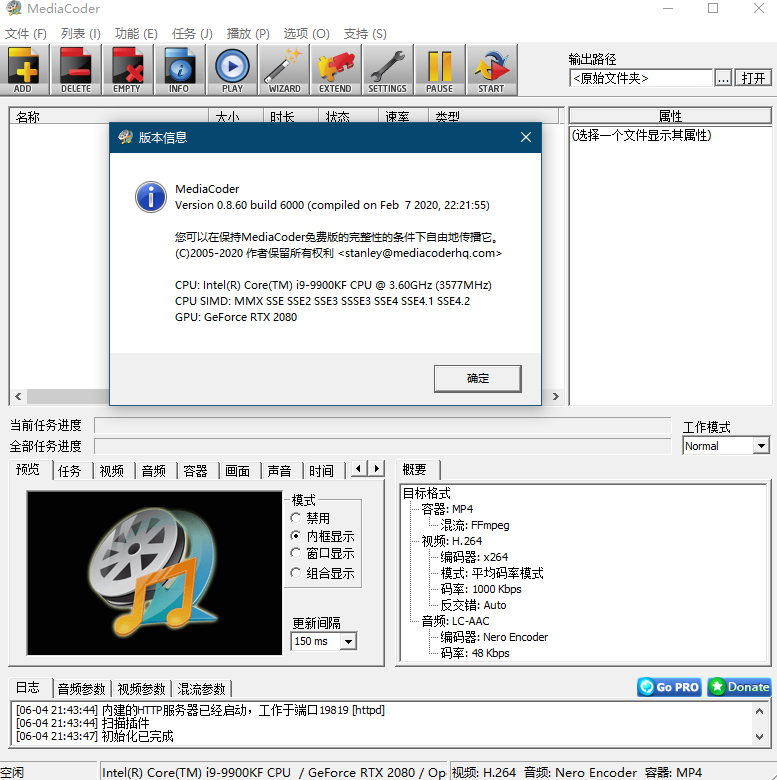 MediaCoder
文件 (F) 列表 (I) 功能 (E) 任务 (J) 播放 (P) 选项 (O) 支持 (S)
ADD DELETE EMPTY INFO PLAY WIZARD EXTEND SETTINGS PAUSE START
输出路径
<原始文件夹> ... 打开
名称 大小 时长 状态 速率 类型 属性
(选择一个文件显示其属性)
版本信息
MediaCoder
Version 0.8.60 build 6000 (compiled on Feb 7 2020, 22:21:55)
您可以在保持MediaCoder免费版的完整性的条件下自由地传播它。
(C)2005-2020 作者保留所有权利 <stanley@mediacoderhq.com>
CPU: Intel(R) Core(TM) i9-9900KF CPU @ 3.60GHz (3577MHz)
CPU SIMD: MMX SSE SSE2 SSE3 SSSE3 SSE4 SSE4.1 SSE4.2
GPU: GeForce RTX 2080
确定
当前任务进度
全部任务进度
工作模式
Normal
预览 任务 视频 音频 容器 画面 声音 时间
模式
禁用
内框显示
窗口显示
组合显示
更新间隔
150 ms
概要
目标格式
容器: MP4
混流: FFmpeg
视频: H.264
编码器: x264
模式: 平均码率模式
码率: 1000 Kbps
反交错: Auto
音频: LC-AAC
编码器: Nero Encoder
码率: 48 Kbps
日志 音频参数 视频参数 混流参数
Go PRO Donate
[06-04 21:43:44] 内建的HTTP服务器已经启动，工作于端口19819 [httpd]
[06-04 21:43:44] 扫描插件
[06-04 21:43:47] 初始化已完成
空闲 Intel(R) Core(TM) i9-9900KF CPU / GeForce RTX 2080 / Op 视频: H.264 音频: Nero Encoder 容器: MP4